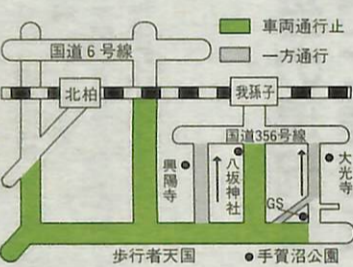 車両通行止
一方通行
国道6号線
北柏
我孫子
国道356号線
興陽寺
八坂神社
大光寺
GS
歩行者天国
手賀沼公園